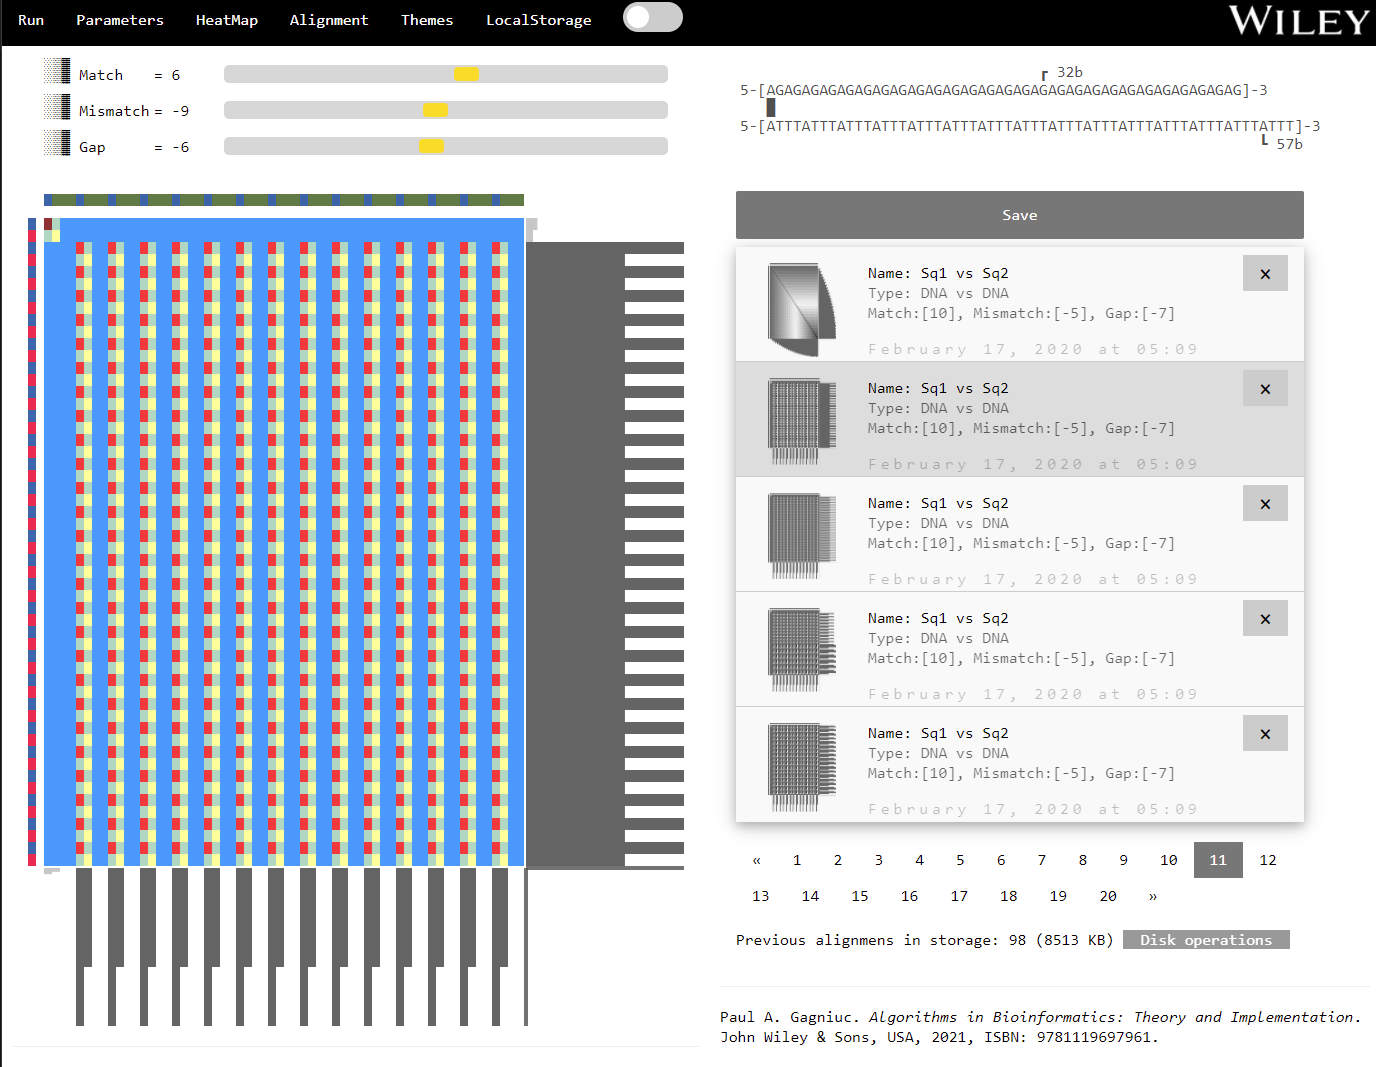 Run Parameters HeatMap Alignment Themes LocalStorage WILEY
Match = 6
Mismatch = -9
Gap = -6
┏ 32b
5-[AGAGAGAGAGAGAGAGAGAGAGAGAGAGAGAGAGAGAGAGAGAGAGAGAGAGAG]-3
5-[ATTTATTTATTTATTTATTTATTTATTTATTTATTTATTTATTTATTTATTTATTTATTT]-3
┗ 57b
Save
Name: Sq1 vs Sq2 ×
Type: DNA vs DNA
Match:[10], Mismatch:[-5], Gap:[-7]
February 17, 2020 at 05:09
Name: Sq1 vs Sq2 ×
Type: DNA vs DNA
Match:[10], Mismatch:[-5], Gap:[-7]
February 17, 2020 at 05:09
Name: Sq1 vs Sq2 ×
Type: DNA vs DNA
Match:[10], Mismatch:[-5], Gap:[-7]
February 17, 2020 at 05:09
Name: Sq1 vs Sq2 ×
Type: DNA vs DNA
Match:[10], Mismatch:[-5], Gap:[-7]
February 17, 2020 at 05:09
Name: Sq1 vs Sq2 ×
Type: DNA vs DNA
Match:[10], Mismatch:[-5], Gap:[-7]
February 17, 2020 at 05:09
« 1 2 3 4 5 6 7 8 9 10 11 12
13 14 15 16 17 18 19 20 »
Previous alignmens in storage: 98 (8513 KB) Disk operations
Paul A. Gagniuc. Algorithms in Bioinformatics: Theory and Implementation.
John Wiley & Sons, USA, 2021, ISBN: 9781119697961.